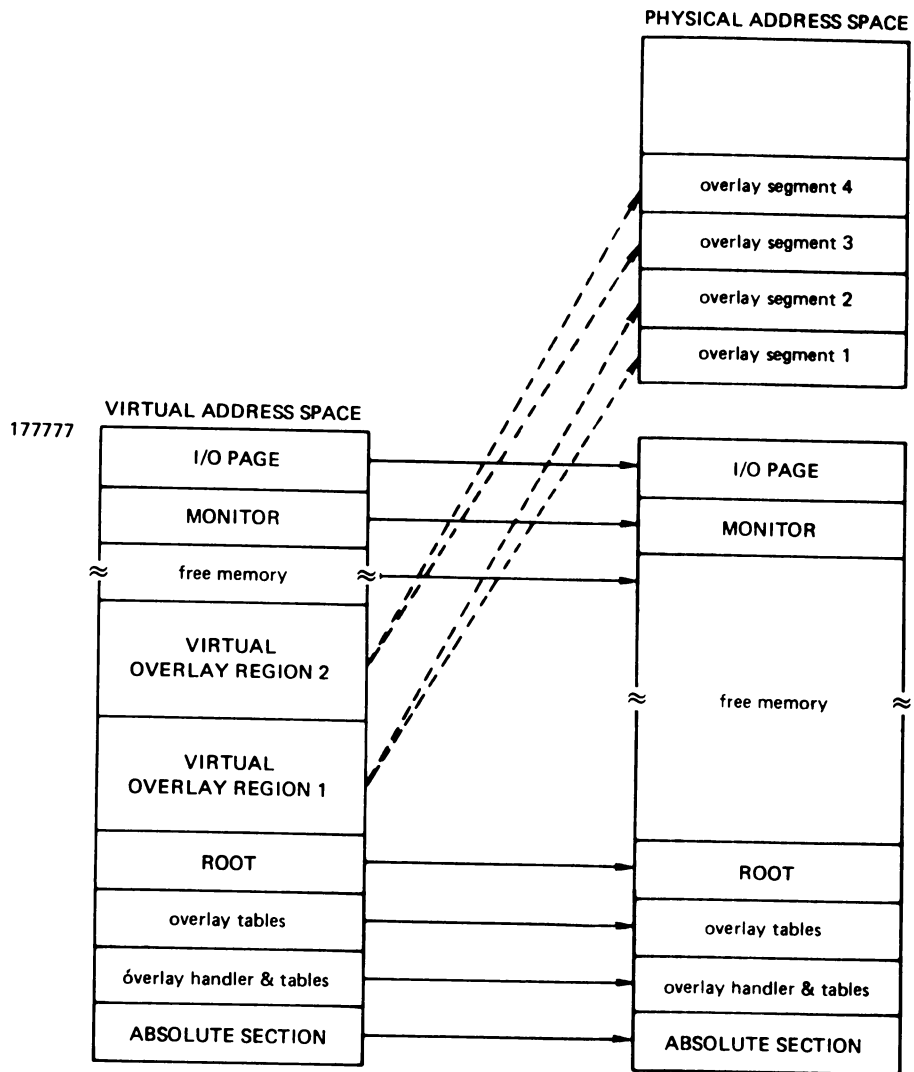 PHYSICAL ADDRESS SPACE
overlay segment 4
overlay segment 3
overlay segment 2
overlay segment 1
VIRTUAL ADDRESS SPACE
177777
I/O PAGE
MONITOR
≈ free memory ≈
VIRTUAL
OVERLAY REGION 2
VIRTUAL
OVERLAY REGION 1
ROOT
overlay tables
óverlay handler & tables
ABSOLUTE SECTION
I/O PAGE
MONITOR
≈ free memory ≈
ROOT
overlay tables
overlay handler & tables
ABSOLUTE SECTION